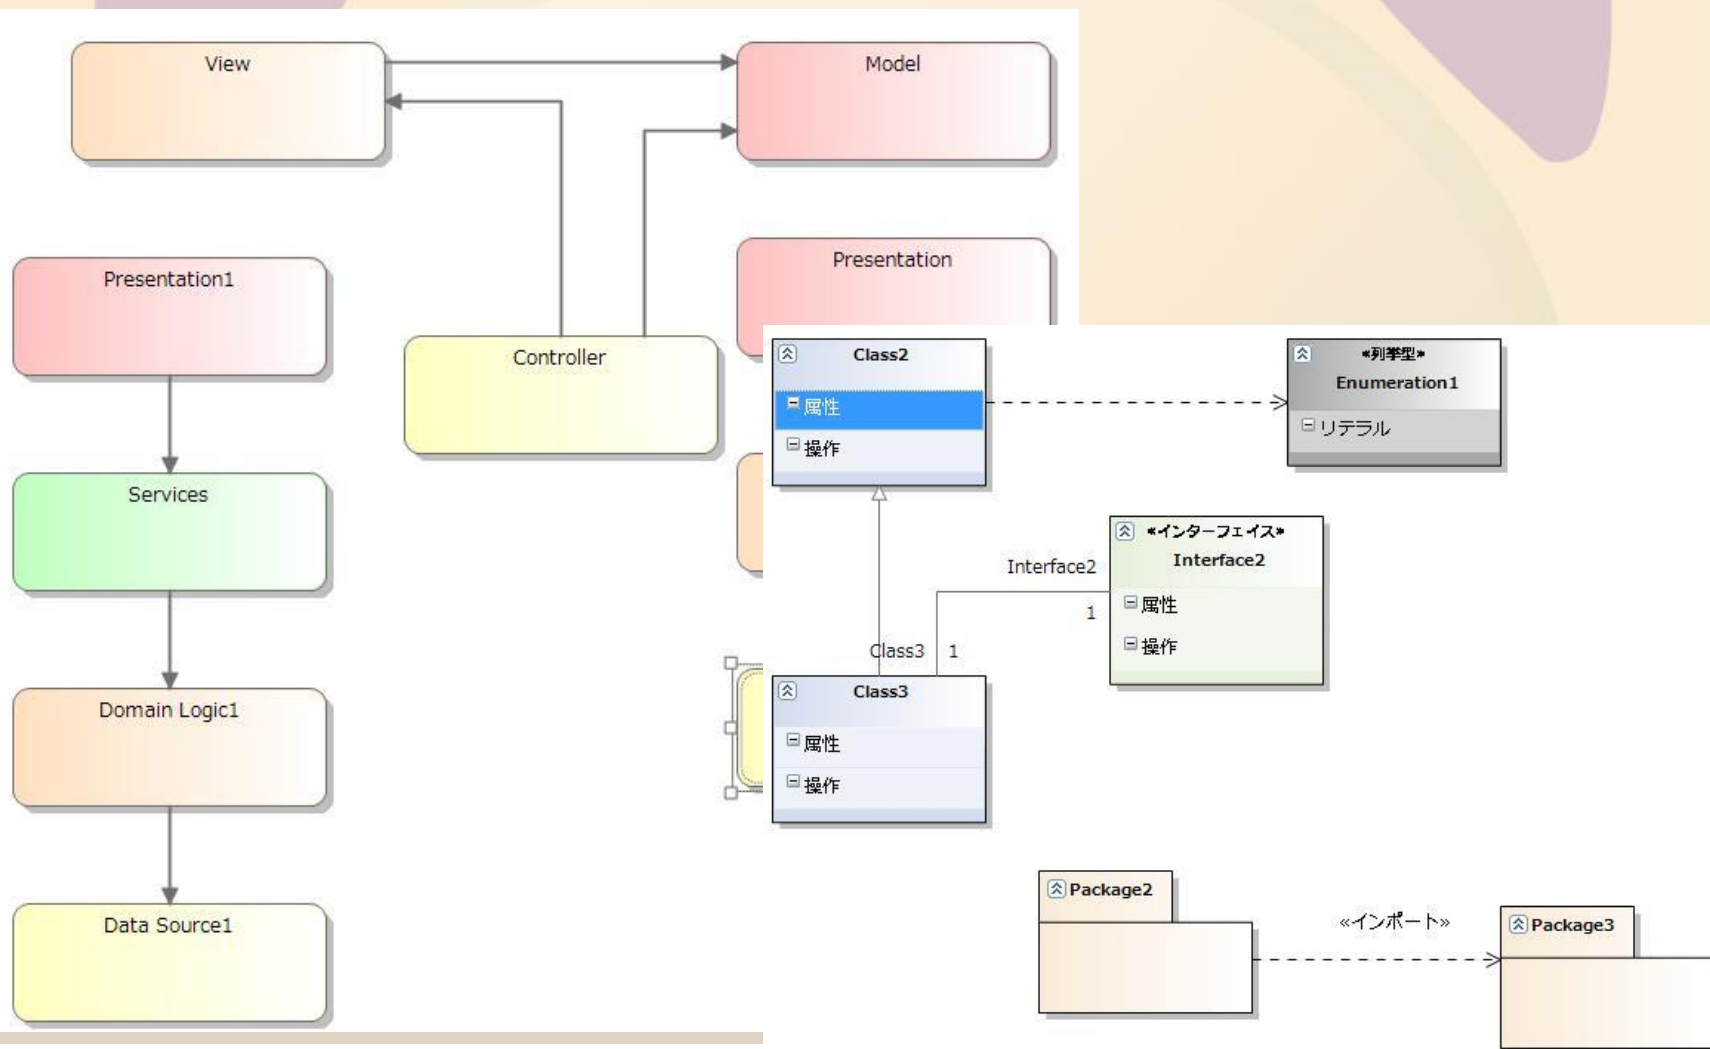 View
Model
Presentation1
Presentation
Controller
Services
Domain Logic1
Data Source1
Class2
属性
操作
«列挙型»
Enumeration1
リテラル
«インターフェイス»
Interface2
属性
操作
Interface2
1
Class3
1
Class3
属性
操作
Package2
«インポート»
Package3